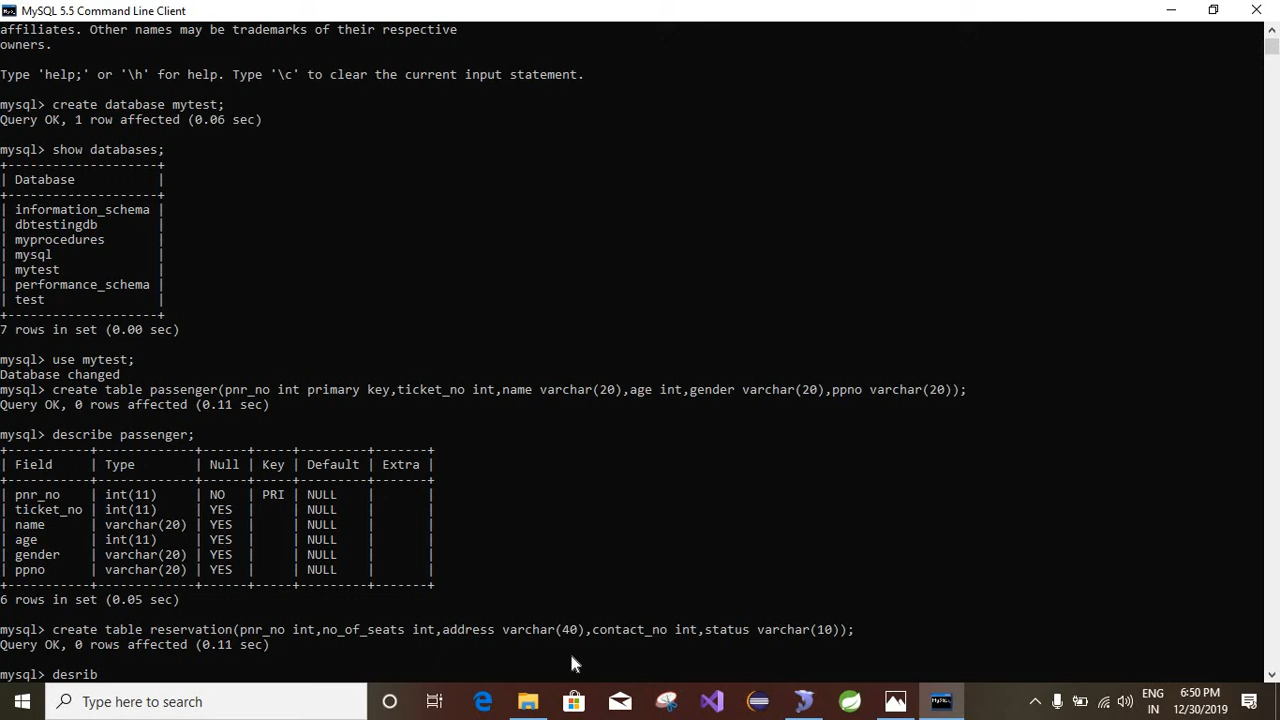 MySQL 5.5 Command Line Client
affiliates. Other names may be trademarks of their respective
owners.
Type 'help;' or '\h' for help. Type '\c' to clear the current input statement.
mysql> create database mytest;
Query OK, 1 row affected (0.06 sec)
mysql> show databases;
+--------------------+
| Database           |
+--------------------+
| information_schema |
| dbtestingdb        |
| myprocedures       |
| mysql              |
| mytest             |
| performance_schema |
| test               |
+--------------------+
7 rows in set (0.00 sec)
mysql> use mytest;
Database changed
mysql> create table passenger(pnr_no int primary key,ticket_no int,name varchar(20),age int,gender varchar(20),ppno varchar(20));
Query OK, 0 rows affected (0.11 sec)
mysql> describe passenger;
+-----------+-------------+------+-----+---------+-------+
| Field     | Type        | Null | Key | Default | Extra |
+-----------+-------------+------+-----+---------+-------+
| pnr_no    | int(11)     | NO   | PRI | NULL    |       |
| ticket_no | int(11)     | YES  |     | NULL    |       |
| name      | varchar(20) | YES  |     | NULL    |       |
| age       | int(11)     | YES  |     | NULL    |       |
| gender    | varchar(20) | YES  |     | NULL    |       |
| ppno      | varchar(20) | YES  |     | NULL    |       |
+-----------+-------------+------+-----+---------+-------+
6 rows in set (0.05 sec)
mysql> create table reservation(pnr_no int,no_of_seats int,address varchar(40),contact_no int,status varchar(10));
Query OK, 0 rows affected (0.11 sec)
mysql> desrib
Type here to search
ENG
IN
6:50 PM
12/30/2019